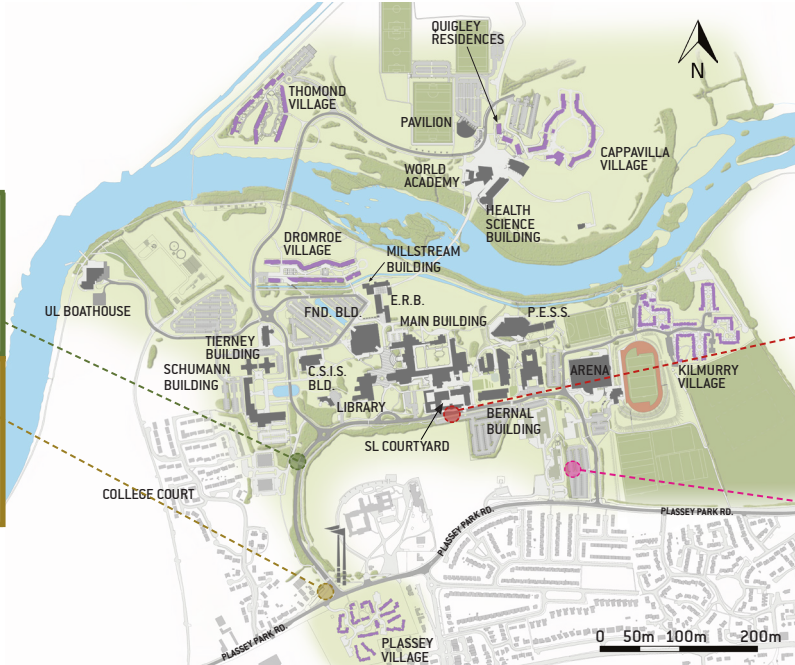 QUIGLEY
RESIDENCES
N
THOMOND
VILLAGE
PAVILION
CAPPAVILLA
VILLAGE
WORLD
ACADEMY
HEALTH
SCIENCE
BUILDING
DROMROE
VILLAGE
MILLSTREAM
BUILDING
E.R.B.
UL BOATHOUSE
FND. BLD.
MAIN BUILDING
P.E.S.S.
TIERNEY
BUILDING
SCHUMANN
BUILDING
C.S.I.S.
BLD.
ARENA
KILMURRY
VILLAGE
LIBRARY
BERNAL
BUILDING
SL COURTYARD
COLLEGE COURT
PLASSEY PARK RD.
PLASSEY PARK RD.
PLASSEY PARK RD.
PLASSEY
VILLAGE
0 50m 100m 200m